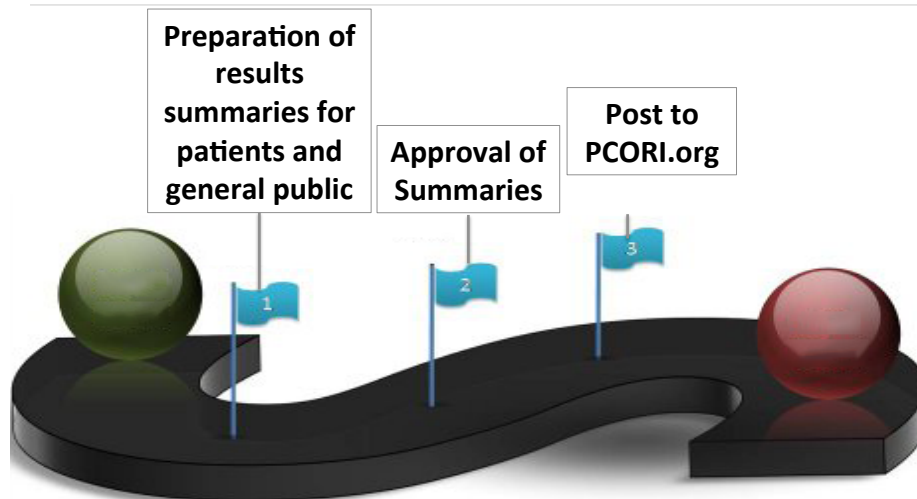 Preparation of
results
summaries for
patients and
general public
Approval of
Summaries
Post to
PCORI.org
1
2
3